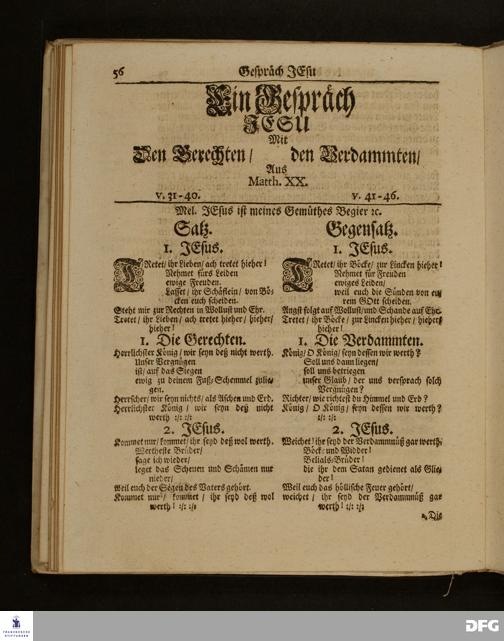 56 Gespräch JEsu
Ein Gespräch
JESU
Mit
Den Gerechten/ den Verdammten/
Aus
Matth. XX.
v. 31-40. v. 41-46.
Mel. JEsus ist meines Gemüthes Begier ꝛc.
Satz.
1. JEsus.
TRetet/ ihr Lieben/ ach tretet hieher!
Nehmet fürs Leiden
ewige Freuden.
Lasset/ ihr Schäflein/ von Bö-
cken euch scheiden.
Steht mir zur Rechten in Wollust und Ehr.
Tretet/ ihr Lieben/ ach tretet hieher/ hieher/
hieher!
1. Die Gerechten.
Herrlichster König/ wir seyn deß nicht werth.
Unser Vergnügen
ist/ auf das Siegen
ewig zu deinem Fuß-Schemmel zulie-
gen.
Herrscher/ wir seyn nichts/ als Aschen und Erd.
Herrlichster König/ wir seyn deß nicht
werth :/: :/:
2. JEsus.
Kommet nur/ kommet/ ihr seyd deß wol werth.
Wertheste Brüder/
sage ich wieder/
leget das Scheuen und Schämen nur
nieder/
Weil euch der Segen des Vaters gehört.
Kommet nur/ kommet/ ihr seyd deß wol
werth! :/: :/:
Gegensatz.
1. JEsus.
TRetet/ ihr Böcke/ zur Lincken hieher!
Nehmet für Freuden
ewiges Leiden/
weil euch die Sünden von eu-
rem GOtt scheiden.
Angst folgt auf Wollust/ und Schande auf Ehr.
Tretet/ ihr Böcke/ zur Lincken hieher/ hieher/
hieher!
1. Die Verdammten.
König/ O König/ seyn dessen wir werth?
Soll uns dann liegen/
soll uns betriegen
unser Glaub/ der uns versprach solch
Vergnügen?
Richter/ wie richtest du Himmel und Erd?
König/ O König/ seyn dessen wir werth?
:/: :/:
2. JEsus.
Weichet/ ihr seyd der Verdammnüß gar werth/
Böck- und Widder!
Belials-Brüder!
die ihr dem Satan gedienet als Glie-
der!
Weil euch das höllische Feuer gehört/
weichet/ ihr seyd der Verdammnüß gar
werth! :/: :/:
2. Die
FRANCKESCHE
STIFTUNGEN
DFG